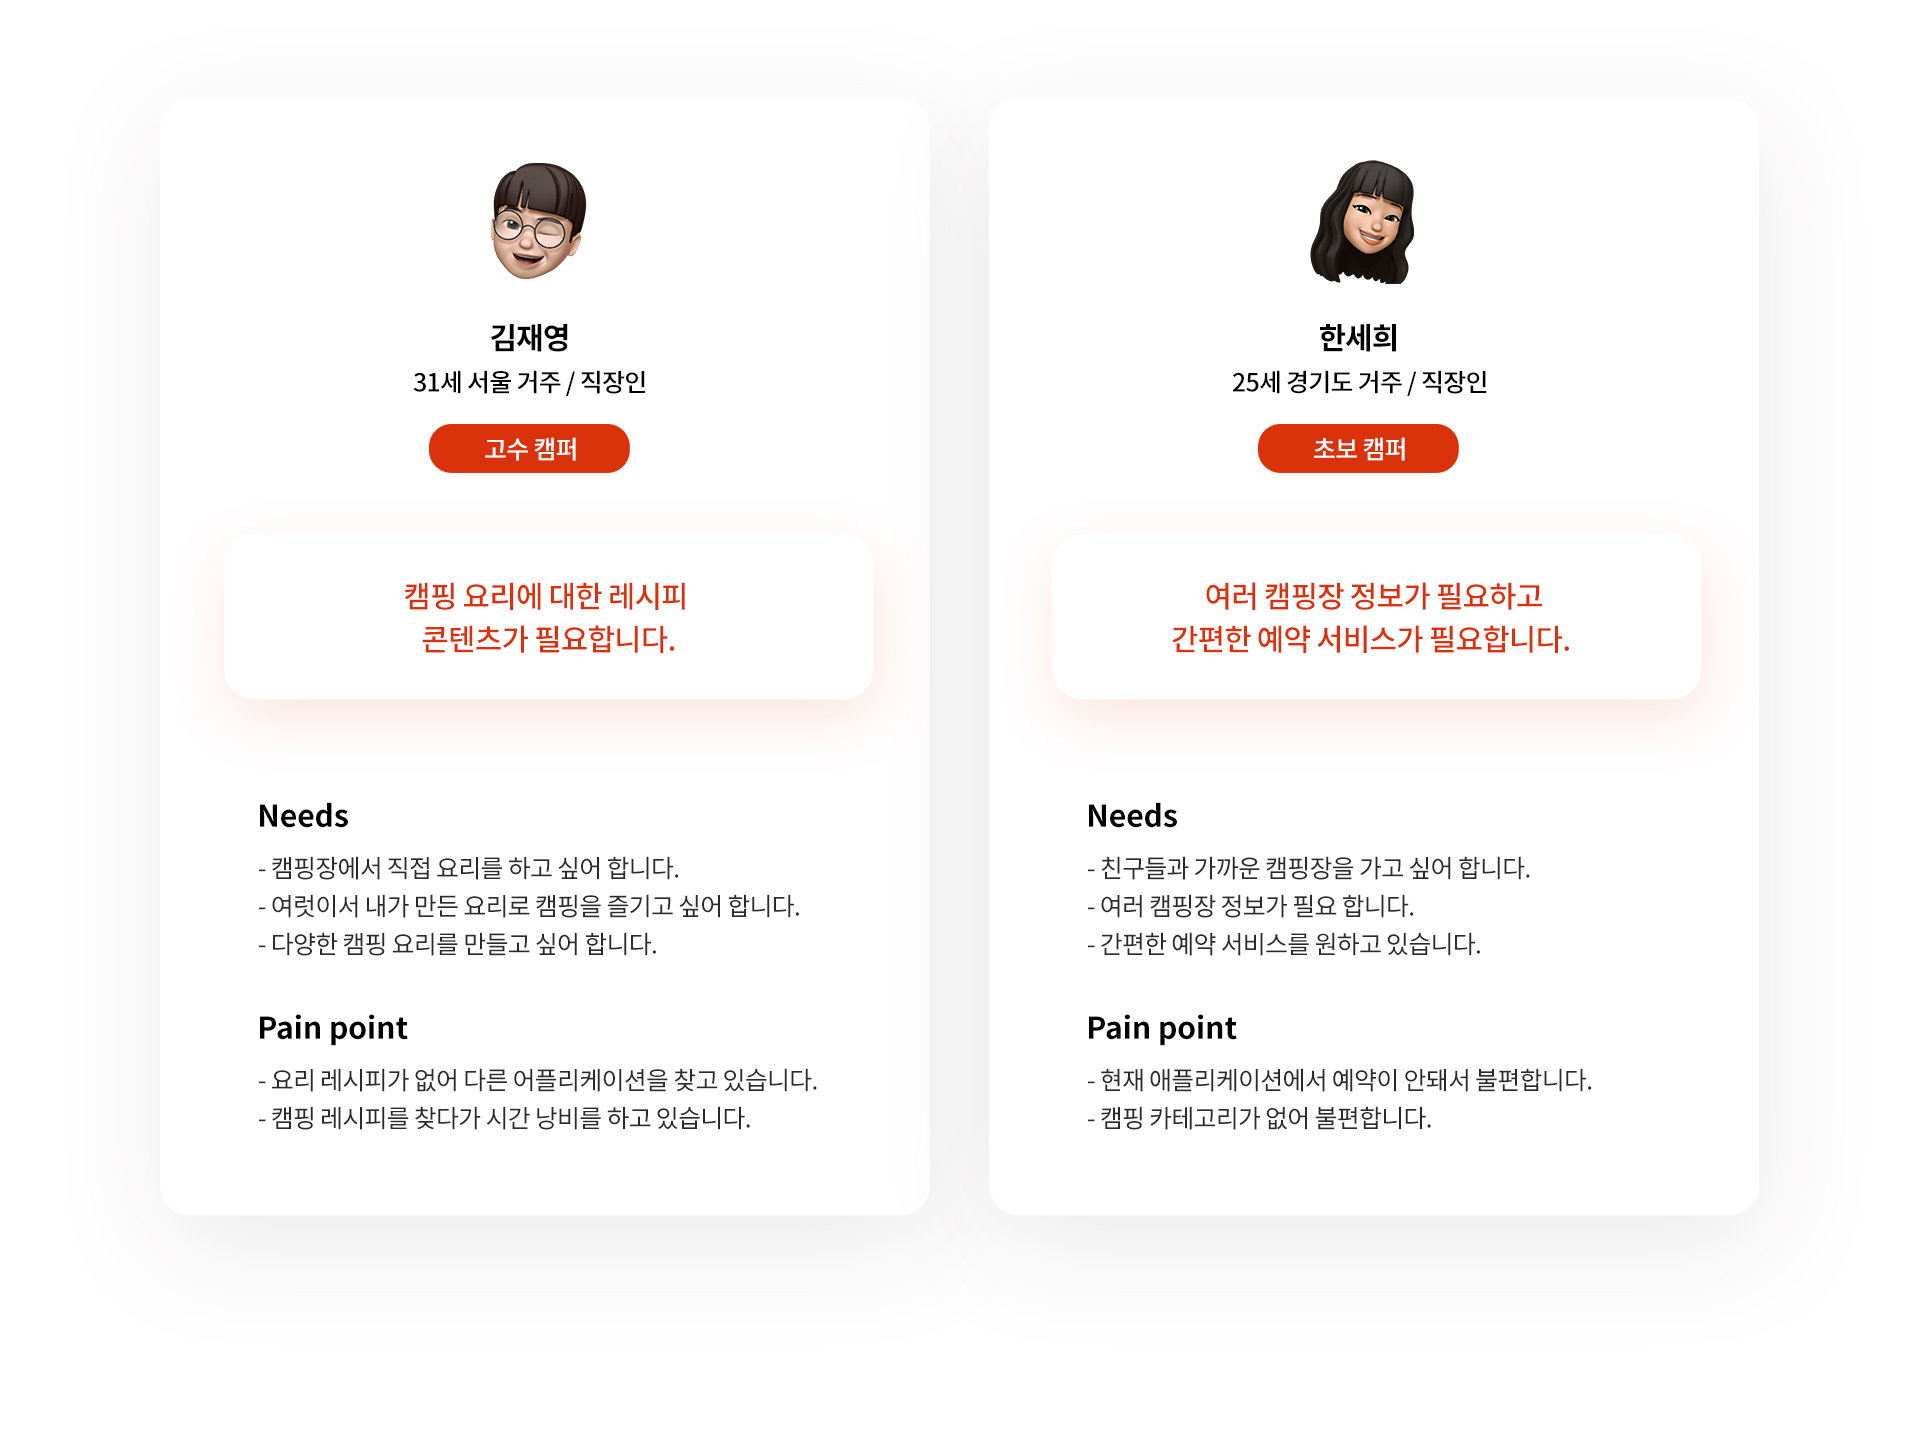 김재영
31세 서울 거주 / 직장인
고수 캠퍼
캠핑 요리에 대한 레시피
콘텐츠가 필요합니다.
Needs
- 캠핑장에서 직접 요리를 하고 싶어 합니다.
- 여럿이서 내가 만든 요리로 캠핑을 즐기고 싶어 합니다.
- 다양한 캠핑 요리를 만들고 싶어 합니다.
Pain point
- 요리 레시피가 없어 다른 어플리케이션을 찾고 있습니다.
- 캠핑 레시피를 찾다가 시간 낭비를 하고 있습니다.
한세희
25세 경기도 거주 / 직장인
초보 캠퍼
여러 캠핑장 정보가 필요하고
간편한 예약 서비스가 필요합니다.
Needs
- 친구들과 가까운 캠핑장을 가고 싶어 합니다.
- 여러 캠핑장 정보가 필요 합니다.
- 간편한 예약 서비스를 원하고 있습니다.
Pain point
- 현재 애플리케이션에서 예약이 안돼서 불편합니다.
- 캠핑 카테고리가 없어 불편합니다.